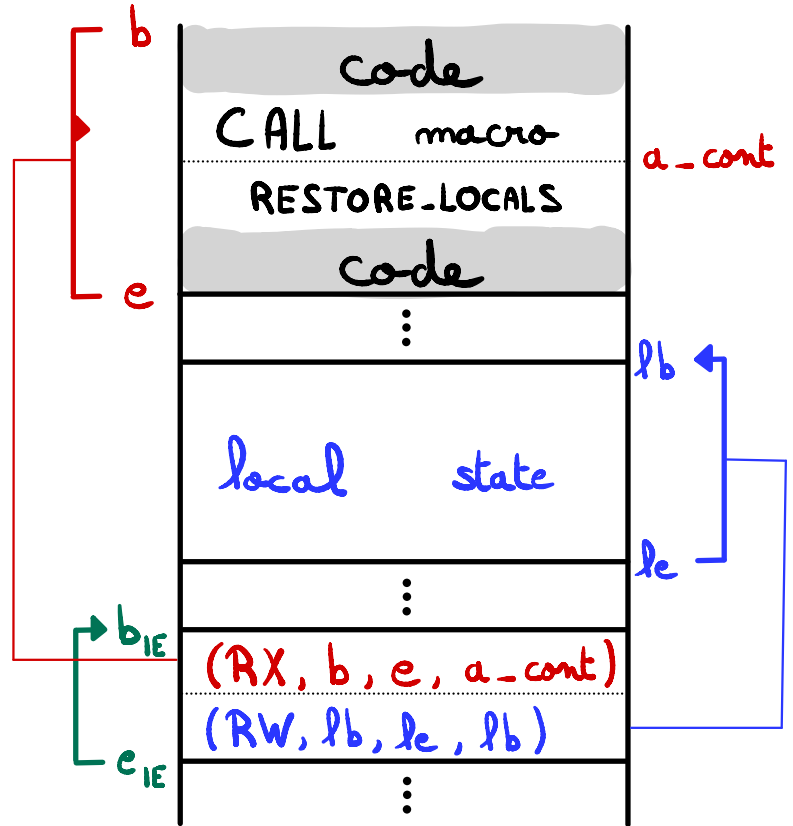 b
code
CALL macro
a_cont
RESTORE_LOCALS
code
e
lb
local state
le
b_IE
(RX, b, e, a_cont)
(RW, lb, le, lb)
e_IE